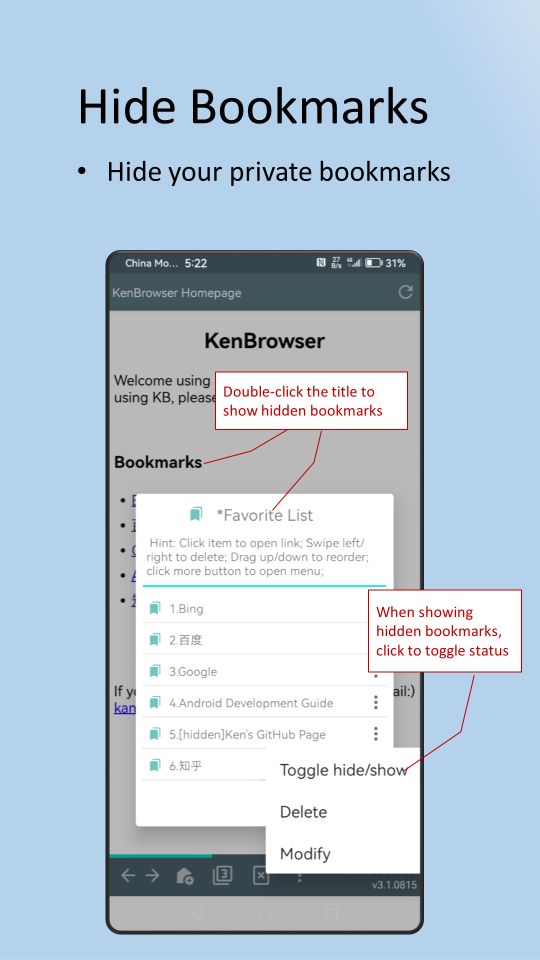 Hide Bookmarks
• Hide your private bookmarks
China Mo... 5:22 27 B/s 31%
KenBrowser Homepage
KenBrowser
Welcome using
using KB, please
Double-click the title to
show hidden bookmarks
Bookmarks
*Favorite List
Hint: Click item to open link; Swipe left/
right to delete; Drag up/down to reorder;
click more button to open menu;
1.Bing
2.百度
3.Google
4.Android Development Guide
5.[hidden]Ken's GitHub Page
6.知乎
When showing
hidden bookmarks,
click to toggle status
If ail:)
kan
Toggle hide/show
Delete
Modify
3
v3.1.0815